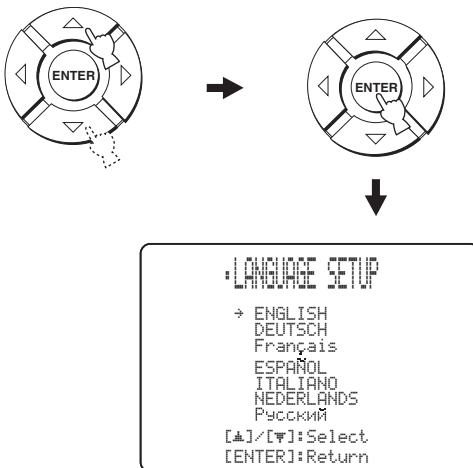 ENTER
ENTER
:LANGUAGE SETUP
→ ENGLISH
DEUTSCH
Français
ESPAÑOL
ITALIANO
NEDERLANDS
Русский
[▲]/[▼]:Select
[ENTER]:Return